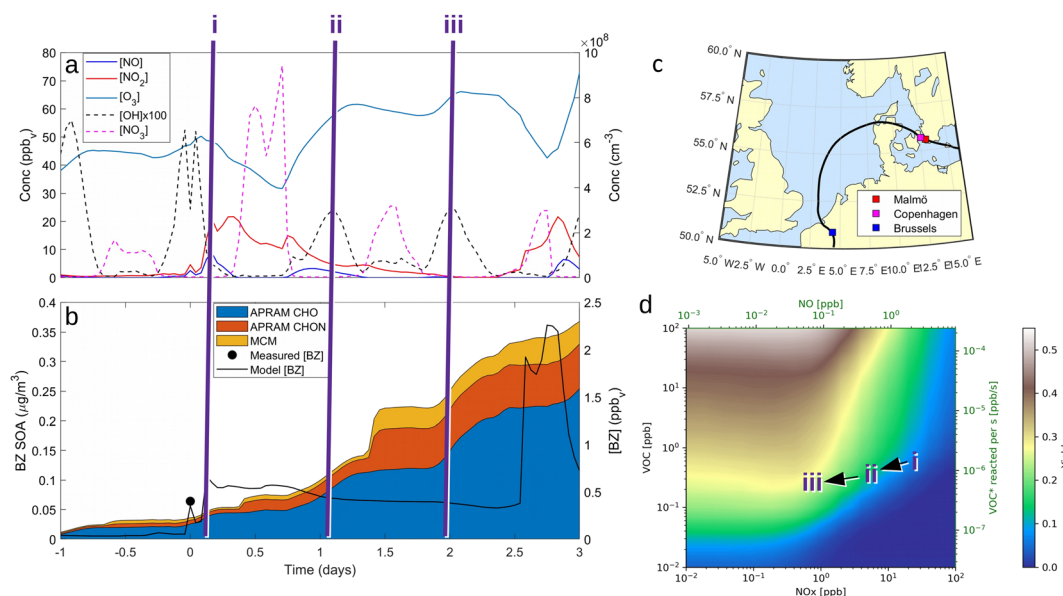 i ii iii
a
×10^8
80
70
60
50
40
30
20
10
0
Conc (ppb_v)
[NO]
[NO_2]
[O_3]
[OH]x100
[NO_3]
10
8
6
4
2
0
Conc (cm^-3)
b
0.4
0.35
0.3
0.25
0.2
0.15
0.1
0.05
0
BZ SOA (μg/m^3)
APRAM CHO
APRAM CHON
MCM
Measured [BZ]
Model [BZ]
2.5
2
1.5
1
0.5
0
[BZ] (ppb_v)
-1 -0.5 0 0.5 1 1.5 2 2.5 3
Time (days)
c
60.0° N
57.5° N
55.0° N
52.5° N
50.0° N
5.0° W 2.5° W 0.0° 2.5° E 5.0° E 7.5° E 10.0° E 12.5° E 15.0° E
Malmö
Copenhagen
Brussels
d
NO [ppb]
10^-3 10^-2 10^-1 10^0 10^1
10^2
10^1
10^0
10^-1
10^-2
VOC [ppb]
i
ii
iii
10^-4
10^-5
10^-6
10^-7
VOC* reacted per s [ppb/s]
10^-2 10^-1 10^0 10^1 10^2
NOx [ppb]
0.5
0.4
0.3
0.2
0.1
0.0